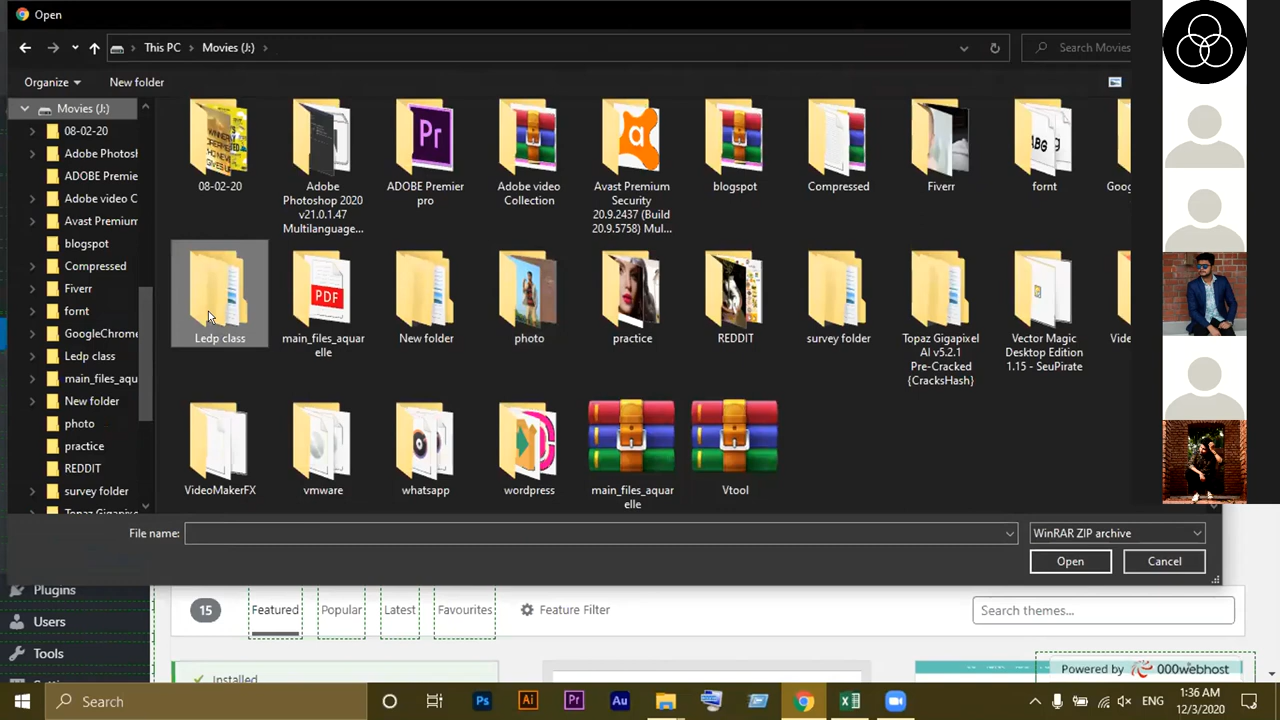 Open
This PC > Movies (J:) >
Search Movies
Organize
New folder
Movies (J:)
08-02-20
Adobe Photosh
ADOBE Premie
Adobe video C
Avast Premium
blogspot
Compressed
Fiverr
fornt
GoogleChrome
Ledp class
main_files_aqu
New folder
photo
practice
REDDIT
survey folder
Topaz Gigapix
08-02-20
Adobe
Photoshop 2020
v21.0.1.47
Multilanguage...
ADOBE Premier
pro
Adobe video
Collection
Avast Premium
Security
20.9.2437 (Build
20.9.5758) Mul...
blogspot
Compressed
Fiverr
fornt
Goog
Ledp class
main_files_aquar
elle
New folder
photo
practice
REDDIT
survey folder
Topaz Gigapixel
AI v5.2.1
Pre-Cracked
{CracksHash}
Vector Magic
Desktop Edition
1.15 - SeuPirate
Vide
VideoMakerFX
vmware
whatsapp
wordpress
main_files_aquar
elle
Vtool
File name:
WinRAR ZIP archive
Open
Cancel
Plugins
Users
Tools
15
Featured
Popular
Latest
Favourites
Feature Filter
Search themes...
Installed
Powered by 000webhost
Search
ENG
1:36 AM
12/3/2020